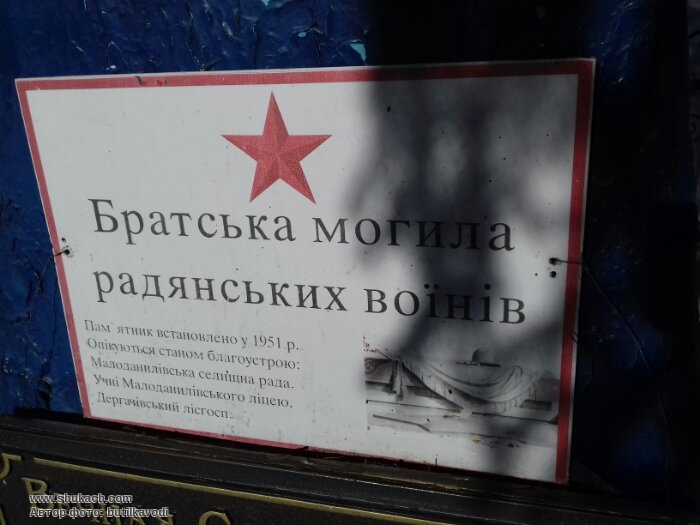 Братська могила
радянських воїнів
Пам`ятник встановлено у 1951 р.
Опікуються станом благоустрою:
Малоданилівська селищна рада.
Учні Малоданилівського ліцею.
Дергачівський лісгосп.
www.shukach.com
Автор фото: butilkavodi